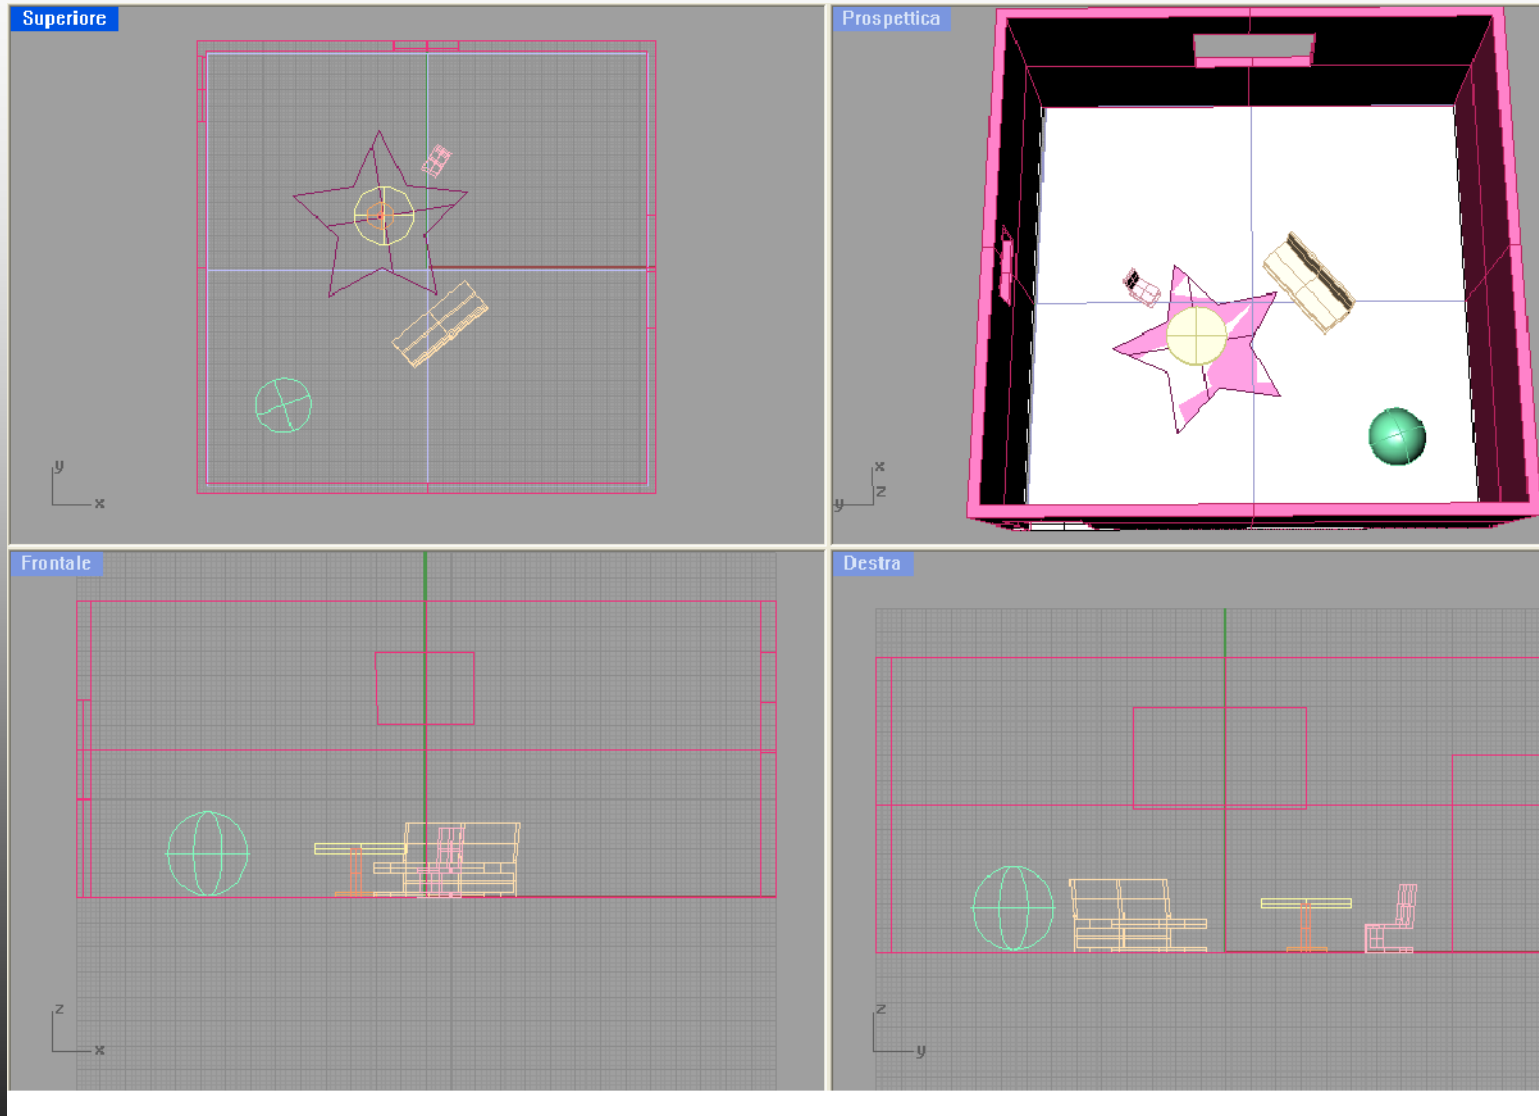 Superiore
Prospettica
y
x
x
z
y
Frontale
Destra
z
x
z
y